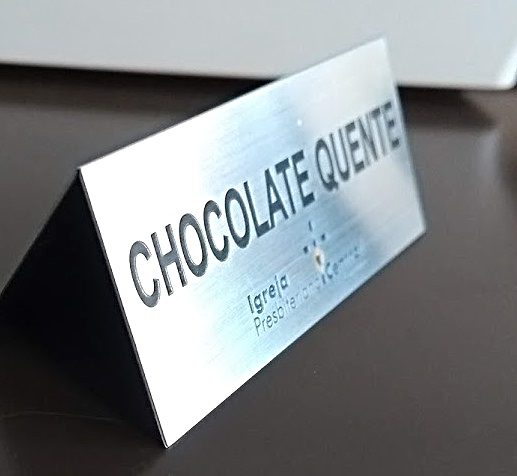 CHOCOLATE QUENTE
Igreja
Presbiteriana Central